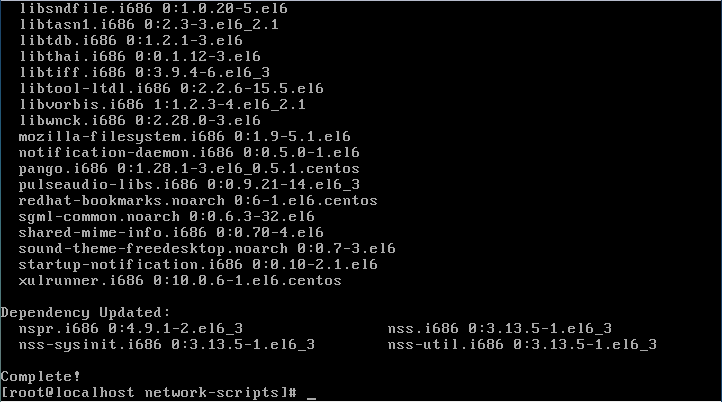 libsndfile.i686 0:1.0.20-5.el6
libtasn1.i686 0:2.3-3.el6_2.1
libtdb.i686 0:1.2.1-3.el6
libthai.i686 0:0.1.12-3.el6
libtiff.i686 0:3.9.4-6.el6_3
libtool-ltdl.i686 0:2.2.6-15.5.el6
libvorbis.i686 1:1.2.3-4.el6_2.1
libwnck.i686 0:2.28.0-3.el6
mozilla-filesystem.i686 0:1.9-5.1.el6
notification-daemon.i686 0:0.5.0-1.el6
pango.i686 0:1.28.1-3.el6_0.5.1.centos
pulseaudio-libs.i686 0:0.9.21-14.el6_3
redhat-bookmarks.noarch 0:6-1.el6.centos
sgml-common.noarch 0:0.6.3-32.el6
shared-mime-info.i686 0:0.70-4.el6
sound-theme-freedesktop.noarch 0:0.7-3.el6
startup-notification.i686 0:0.10-2.1.el6
xulrunner.i686 0:10.0.6-1.el6.centos
Dependency Updated:
nspr.i686 0:4.9.1-2.el6_3 nss.i686 0:3.13.5-1.el6_3
nss-sysinit.i686 0:3.13.5-1.el6_3 nss-util.i686 0:3.13.5-1.el6_3
Complete!
[root@localhost network-scripts]# _